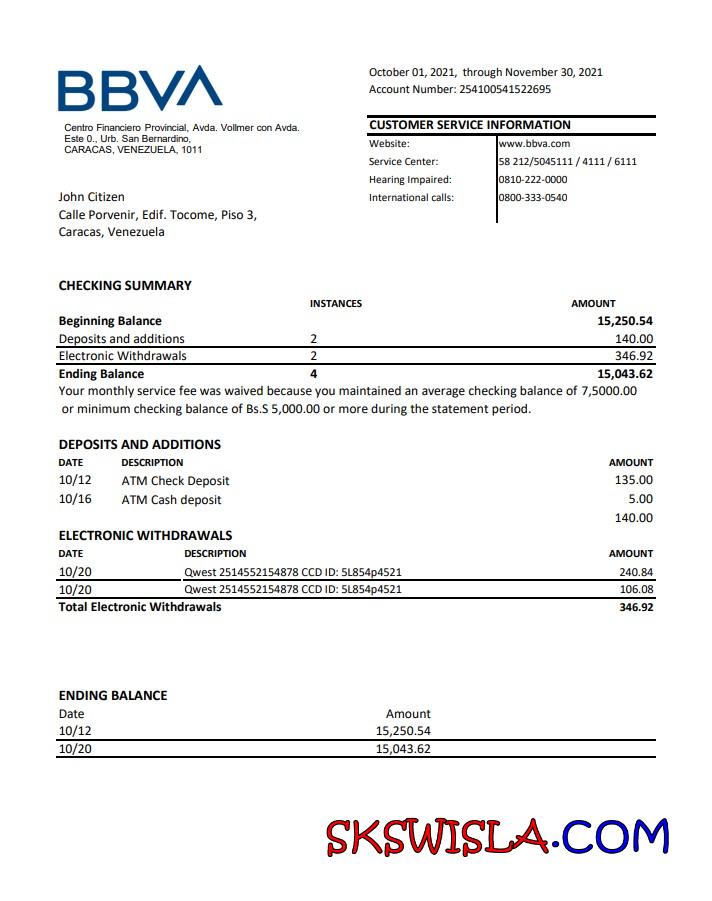 BBVA
Centro Financiero Provincial, Avda. Vollmer con Avda.
Este 0., Urb. San Bernardino,
CARACAS, VENEZUELA, 1011
October 01, 2021,  through November 30, 2021
Account Number: 254100541522695
CUSTOMER SERVICE INFORMATION
Website: www.bbva.com
Service Center: 58 212/5045111 / 4111 / 6111
Hearing Impaired: 0810-222-0000
International calls: 0800-333-0540
John Citizen
Calle Porvenir, Edif. Tocome, Piso 3,
Caracas, Venezuela
CHECKING SUMMARY
INSTANCES AMOUNT
Beginning Balance 15,250.54
Deposits and additions 2 140.00
Electronic Withdrawals 2 346.92
Ending Balance 4 15,043.62
Your monthly service fee was waived because you maintained an average checking balance of 7,5000.00
or minimum checking balance of Bs.S 5,000.00 or more during the statement period.
DEPOSITS AND ADDITIONS
DATE DESCRIPTION AMOUNT
10/12 ATM Check Deposit 135.00
10/16 ATM Cash deposit 5.00
140.00
ELECTRONIC WITHDRAWALS
DATE DESCRIPTION AMOUNT
10/20 Qwest 2514552154878 CCD ID: 5L854p4521 240.84
10/20 Qwest 2514552154878 CCD ID: 5L854p4521 106.08
Total Electronic Withdrawals 346.92
ENDING BALANCE
Date Amount
10/12 15,250.54
10/20 15,043.62
SKSWISLA.COM